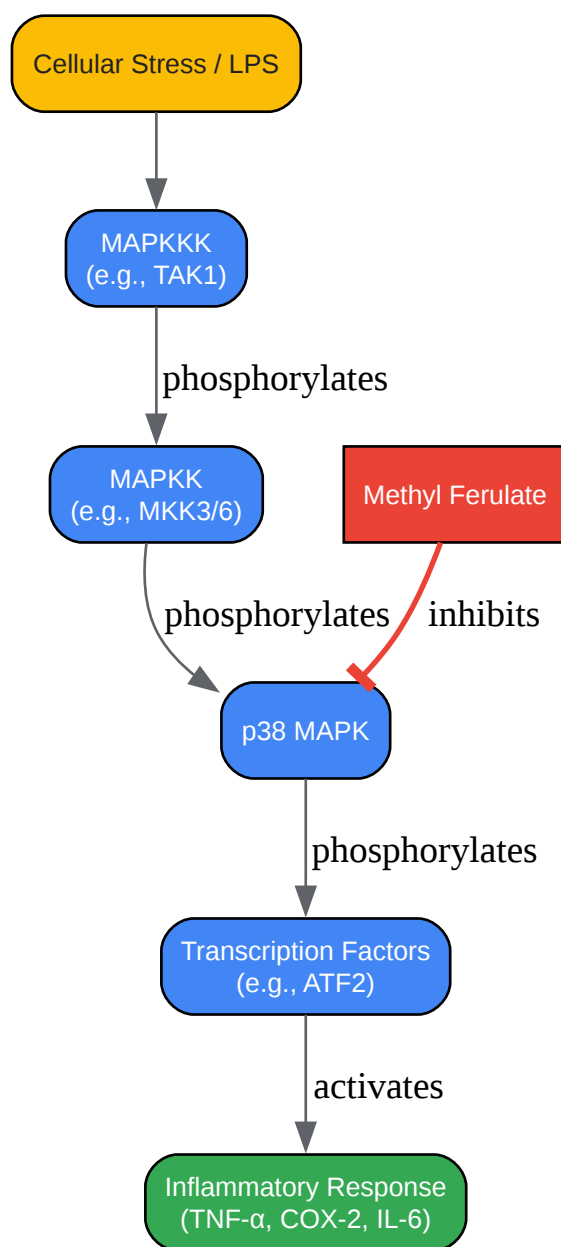 Cellular Stress / LPS
MAPKKK
(e.g., TAK1)
phosphorylates
MAPKK
(e.g., MKK3/6)
Methyl Ferulate
phosphorylates
inhibits
p38 MAPK
phosphorylates
Transcription Factors
(e.g., ATF2)
activates
Inflammatory Response
(TNF-α, COX-2, IL-6)